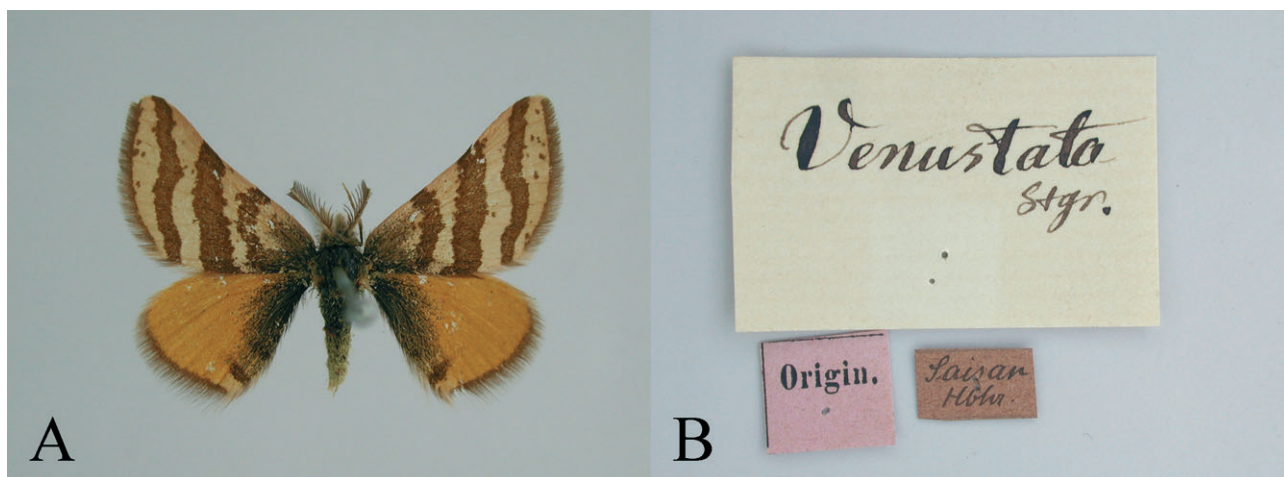 A
B
Venustata
Stgr.
Origin.
Saisan
Hbhr.